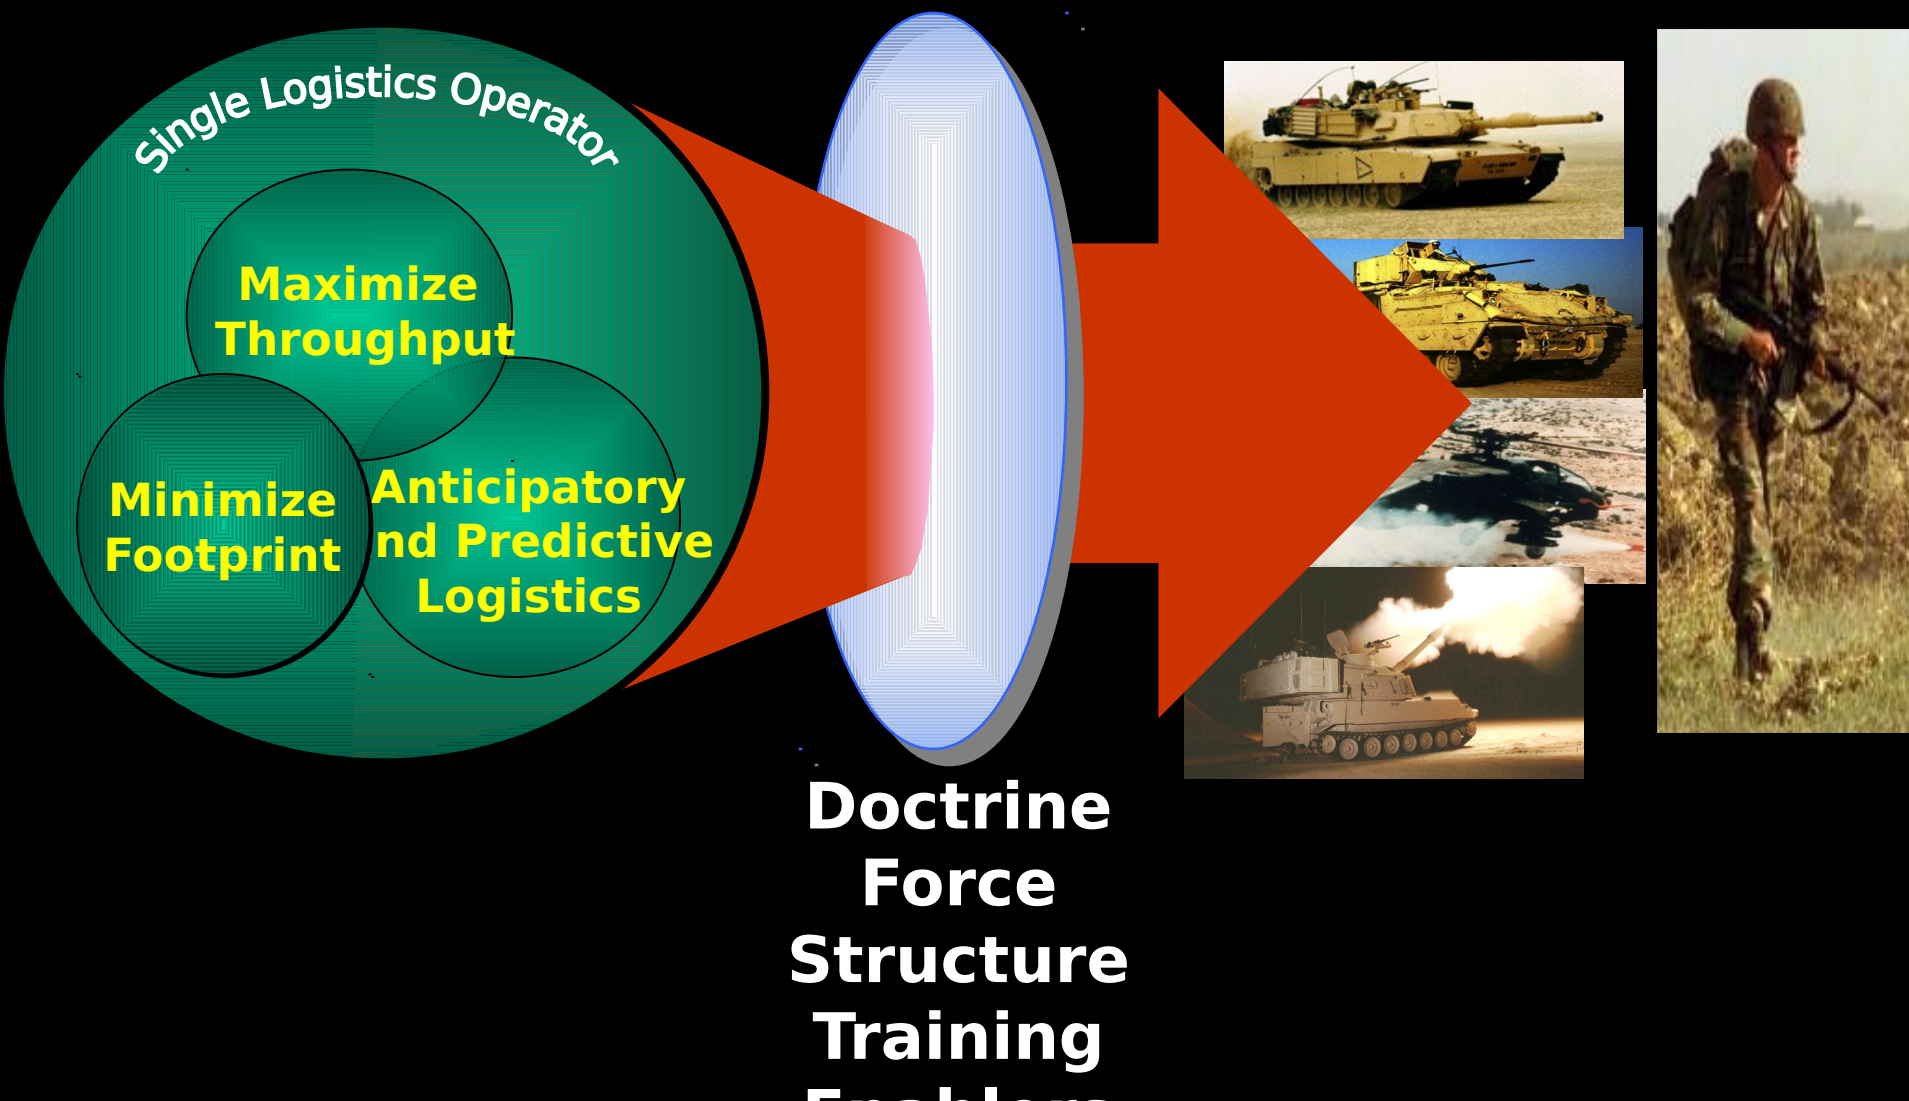 Single Logistics Operator
Maximize
Throughput
Minimize
Footprint
Anticipatory
nd Predictive
Logistics
Doctrine
Force
Structure
Training